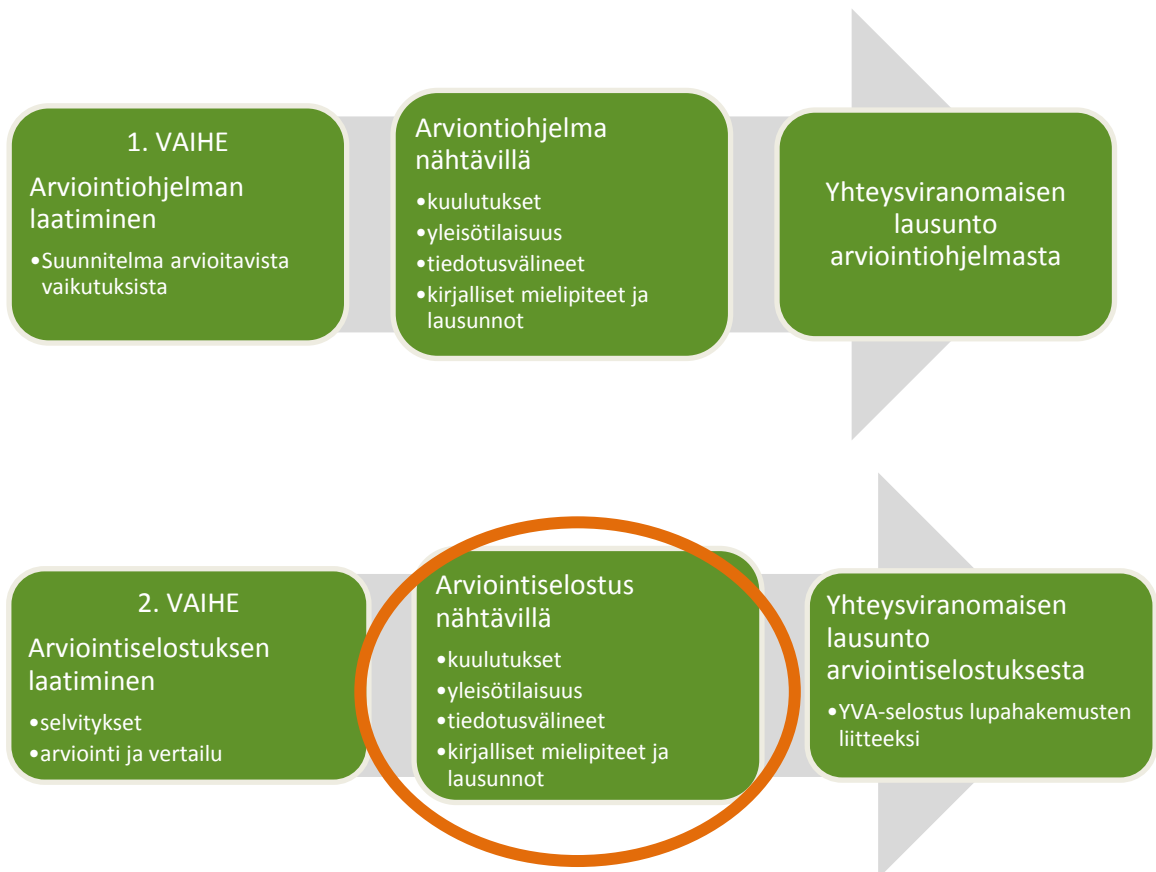 1. VAIHE
Arviointiohjelman
laatiminen
•Suunnitelma arvioitavista
vaikutuksista
Arviontiohjelma
nähtävillä
•kuulutukset
•yleisötilaisuus
•tiedotusvälineet
•kirjalliset mielipiteet ja
lausunnot
Yhteysviranomaisen
lausunto
arviointiohjelmasta
2. VAIHE
Arviointiselostuksen
laatiminen
•selvitykset
•arviointi ja vertailu
Arviointiselostus
nähtävillä
•kuulutukset
•yleisötilaisuus
•tiedotusvälineet
•kirjalliset mielipiteet ja
lausunnot
Yhteysviranomaisen
lausunto
arviointiselostuksesta
•YVA-selostus lupahakemusten
liitteeksi